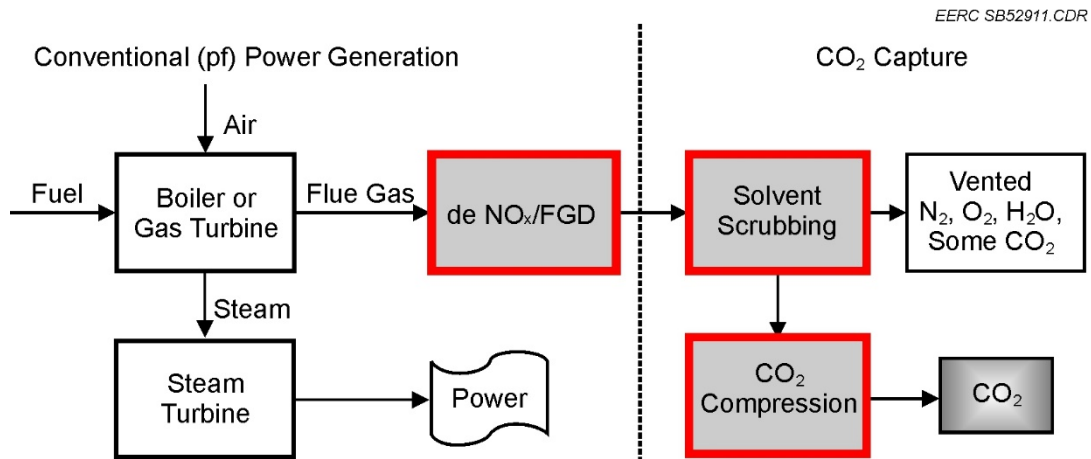 EERC SB52911.CDR
Conventional (pf) Power Generation
CO₂ Capture
Air
Fuel
Boiler or
Gas Turbine
Flue Gas
de NOₓ/FGD
Solvent
Scrubbing
Vented
N₂, O₂, H₂O,
Some CO₂
Steam
Steam
Turbine
Power
CO₂
Compression
CO₂